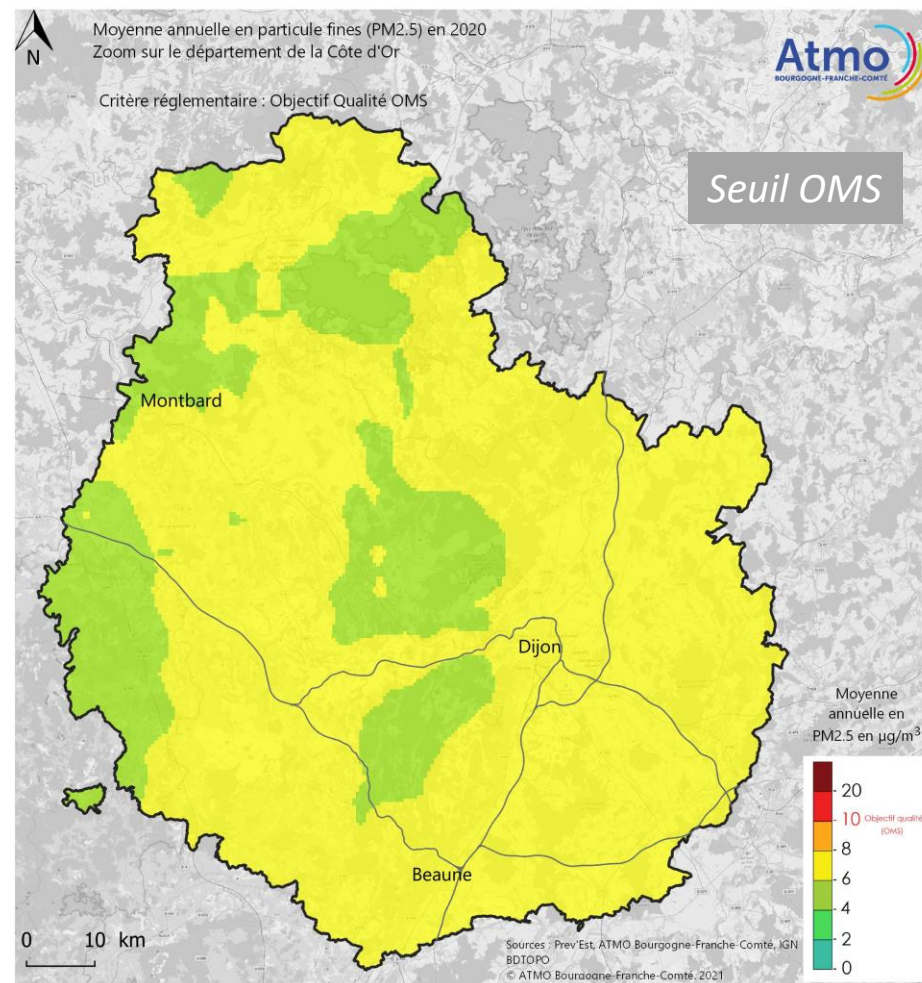 Moyenne annuelle en particule fines (PM2.5) en 2020
Zoom sur le département de la Côte d'Or
N
Critère réglementaire : Objectif Qualité OMS
Atmo
BOURGOGNE-FRANCHE-COMTÉ
Seuil OMS
Montbard
Dijon
Beaune
Moyenne
annuelle en
PM2.5 en µg/m³
20
10 Objectif qualité
(OMS)
8
6
4
2
0
0 10 km
Sources : Prev'Est, ATMO Bourgogne-Franche-Comté, IGN
BDTOPO
© ATMO Bourgogne-Franche-Comté, 2021